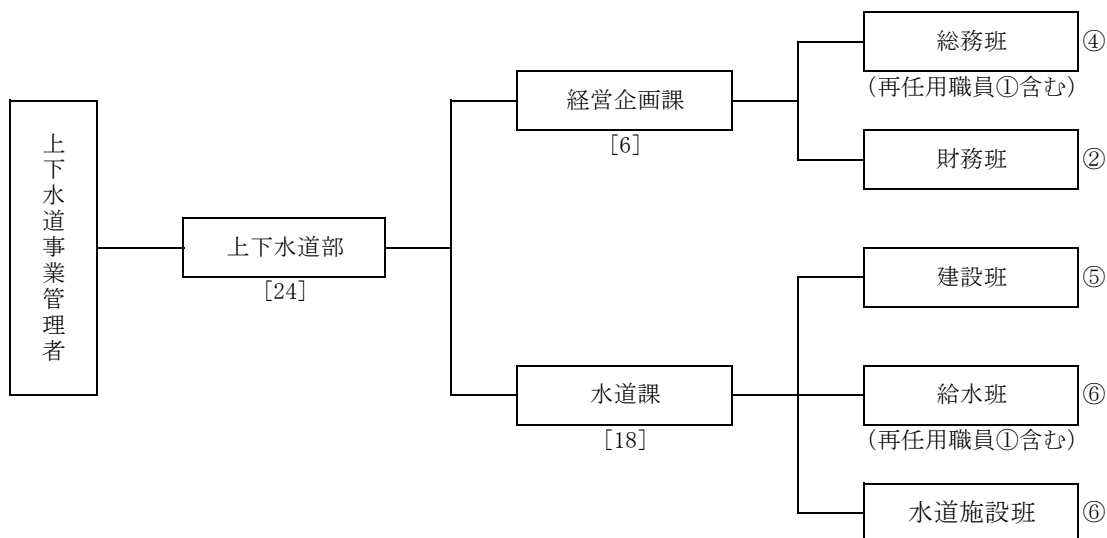 上下水道事業管理者
上下水道部
[24]
経営企画課
[6]
総務班 ④
(再任用職員①含む)
財務班 ②
水道課
[18]
建設班 ⑤
給水班 ⑥
(再任用職員①含む)
水道施設班 ⑥